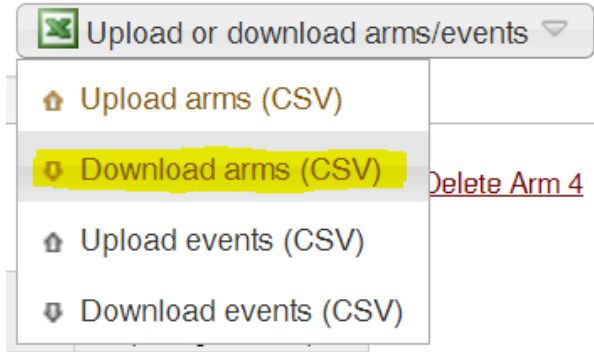 Upload or download arms/events
Upload arms (CSV)
Download arms (CSV)
Delete Arm 4
Upload events (CSV)
Download events (CSV)